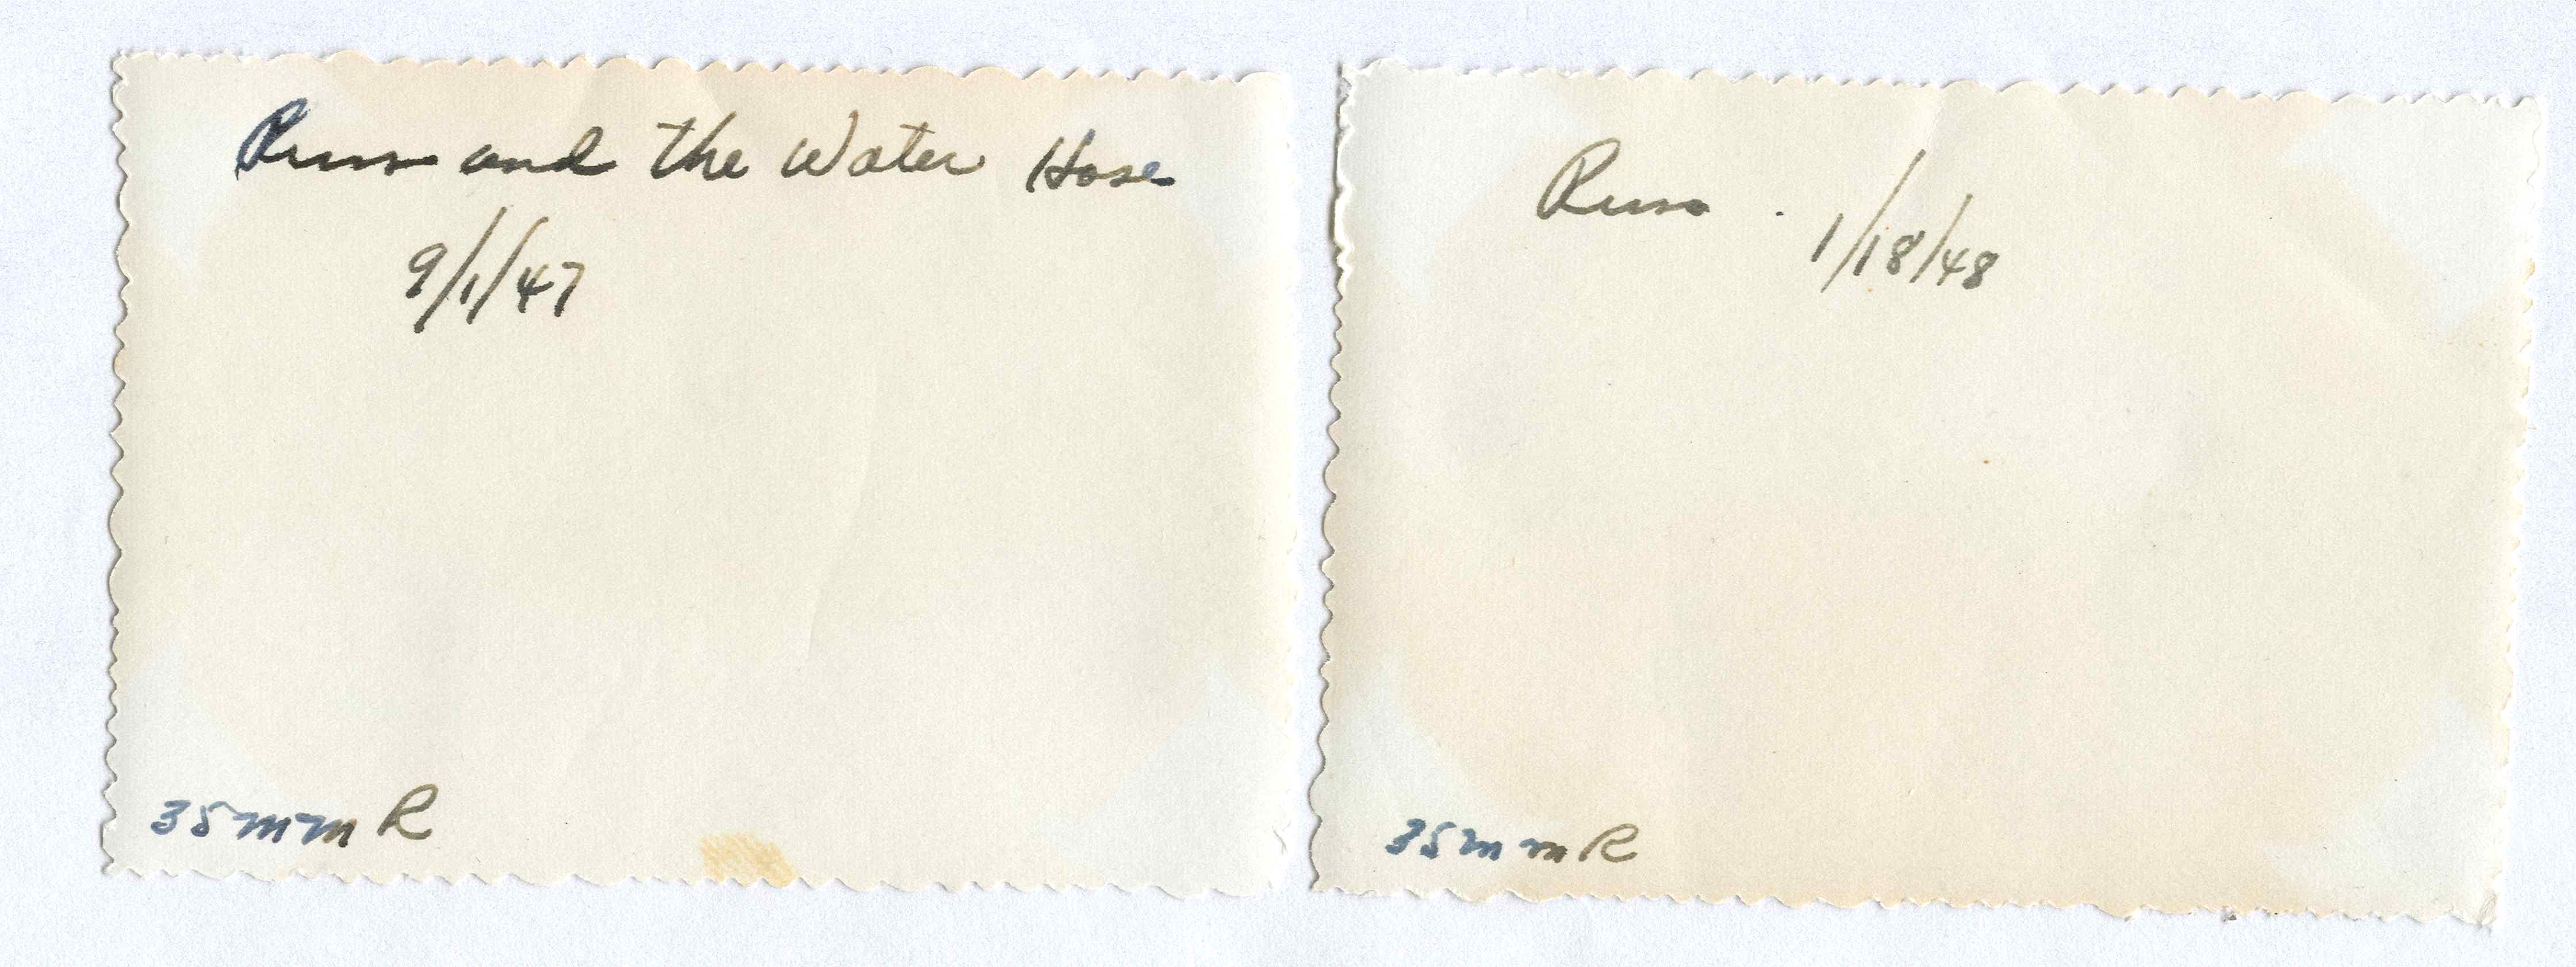 Russ and the Water Hose
9/1/47
35mm R
Russ .
1/18/48
35mm R